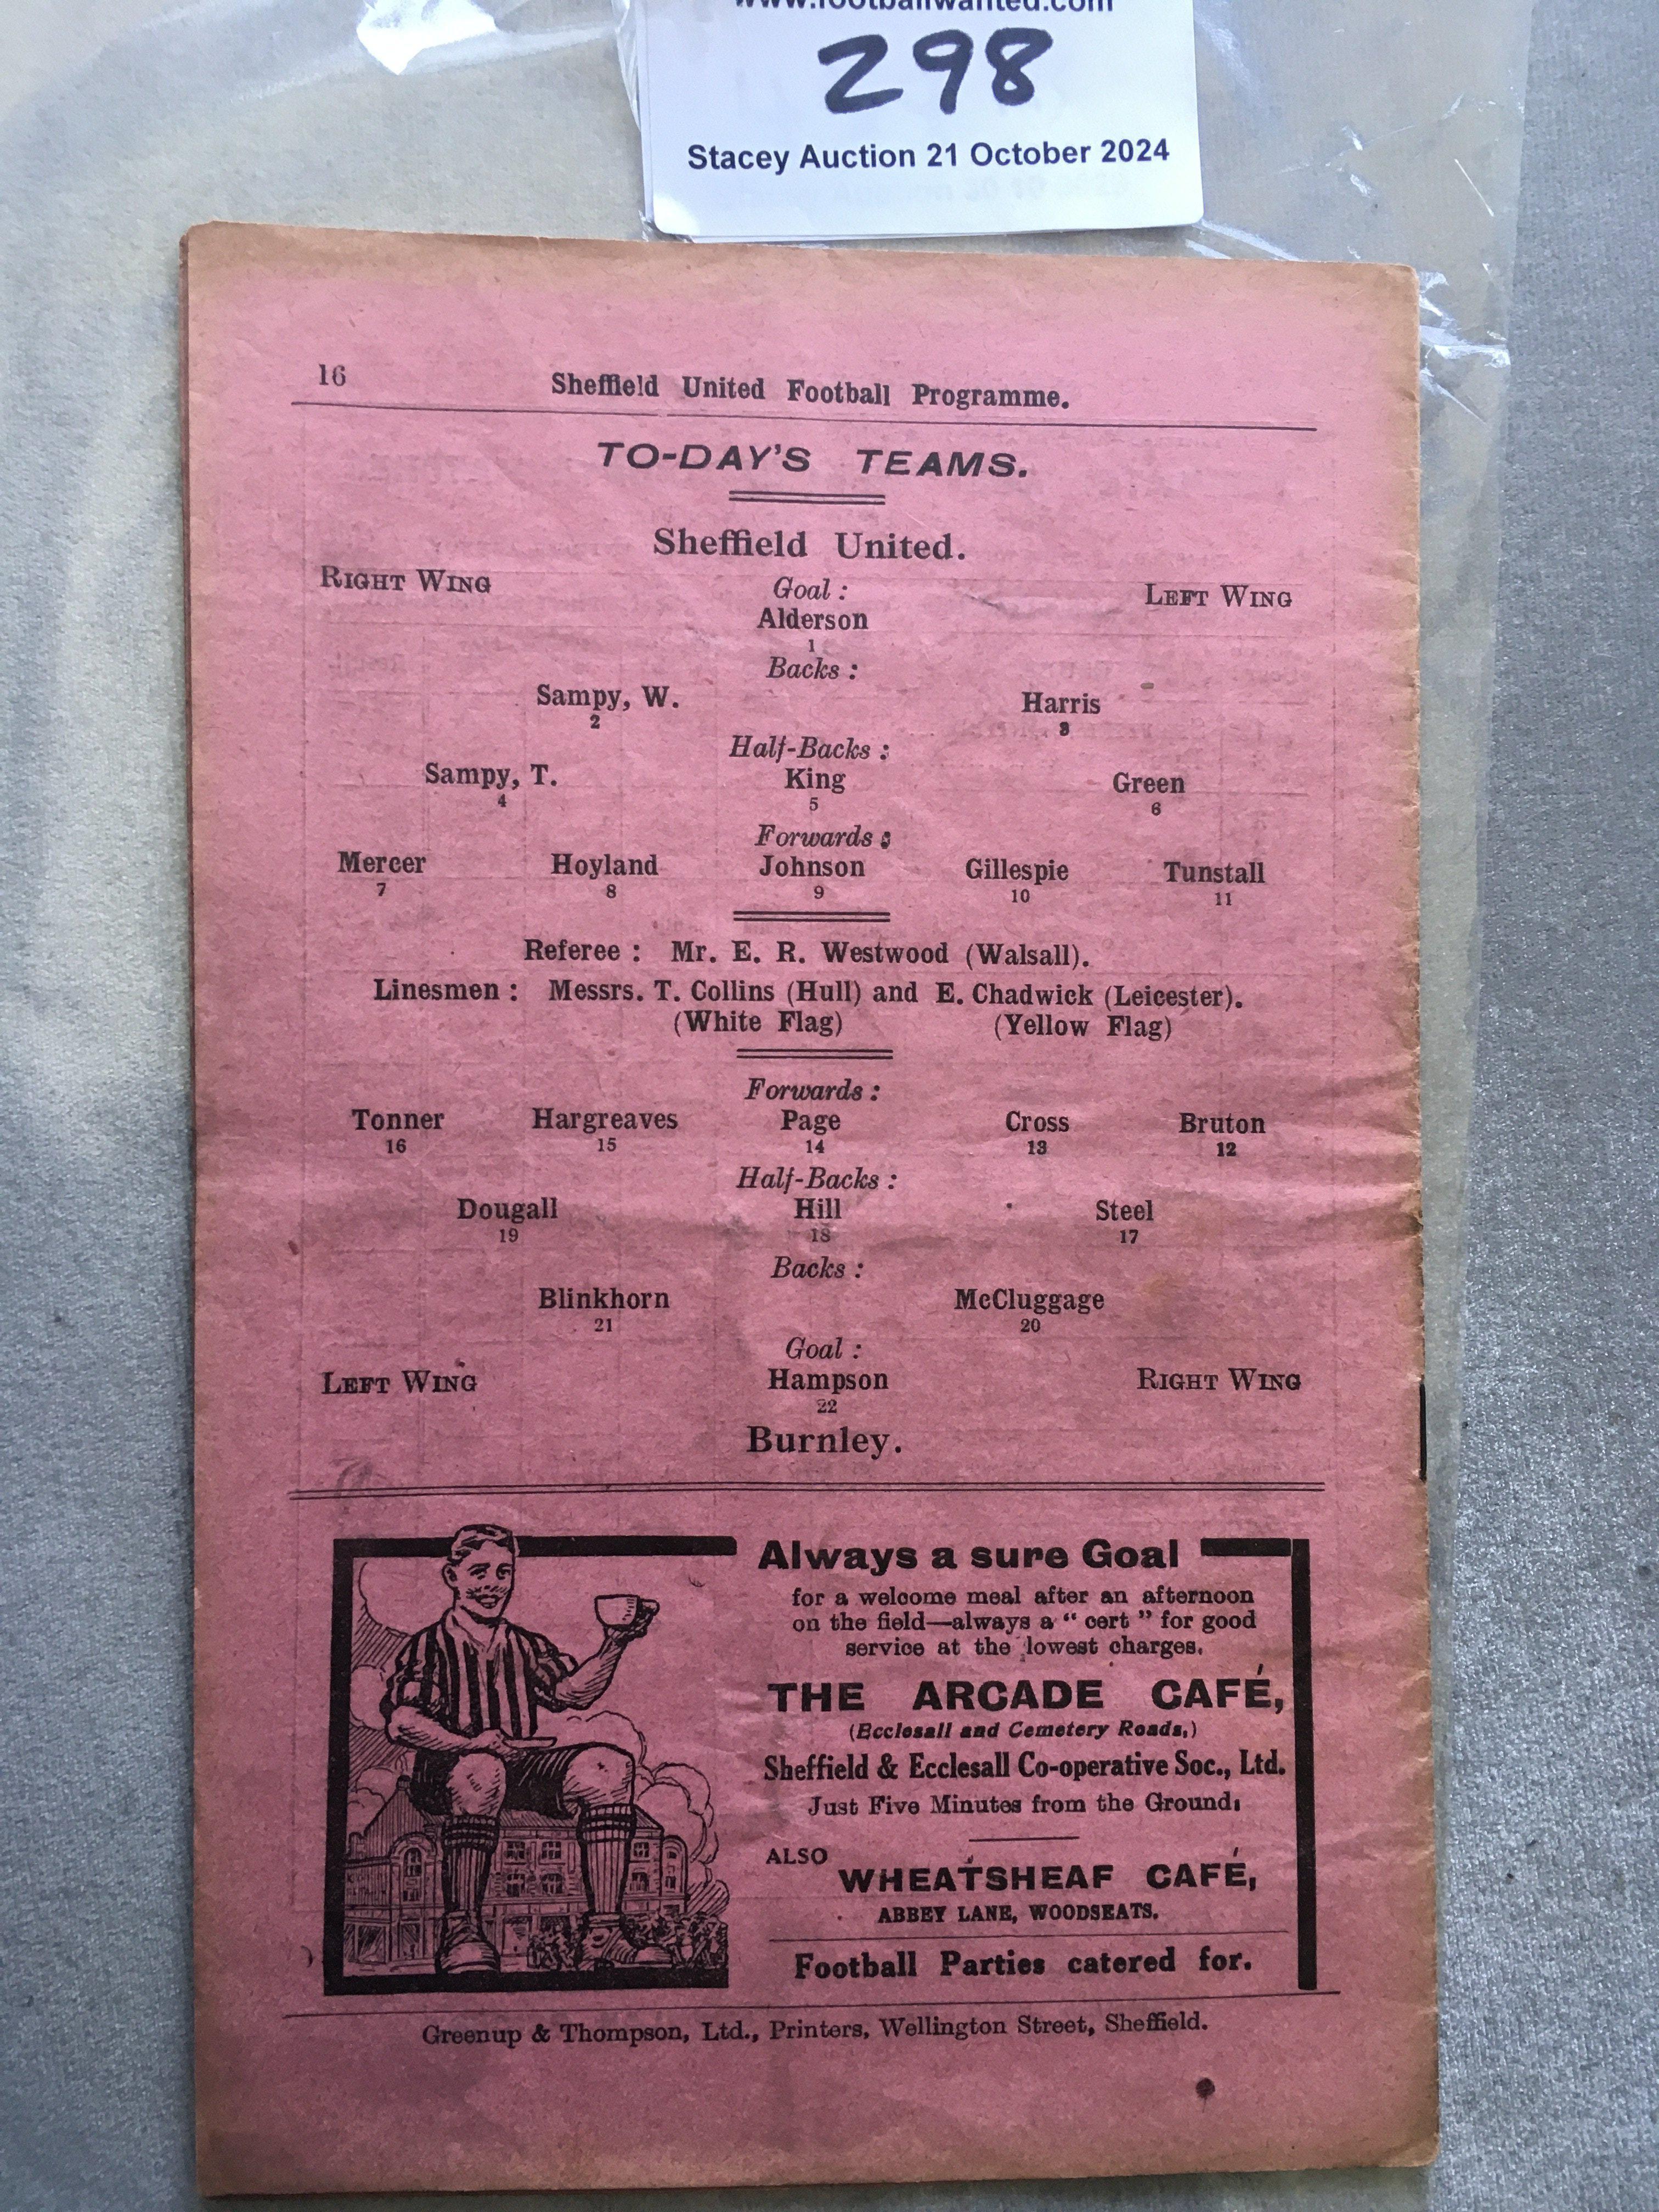 www.footballwanted.com
298
Stacey Auction 21 October 2024
16 Sheffield United Football Programme.
TO-DAY'S TEAMS.
Sheffield United.
RIGHT WING Goal : LEFT WING
Alderson
1
Backs :
Sampy, W. Harris
2 3
Half-Backs :
Sampy, T. King Green
4 5 6
Forwards :
Mercer Hoyland Johnson Gillespie Tunstall
7 8 9 10 11
Referee : Mr. E. R. Westwood (Walsall).
Linesmen : Messrs. T. Collins (Hull) and E. Chadwick (Leicester).
(White Flag) (Yellow Flag)
Forwards :
Tonner Hargreaves Page Cross Bruton
16 15 14 13 12
Half-Backs :
Dougall Hill Steel
19 18 17
Backs :
Blinkhorn McCluggage
21 20
Goal :
LEFT WING Hampson RIGHT WING
22
Burnley.
Always a sure Goal
for a welcome meal after an afternoon
on the field—always a “ cert ” for good
service at the lowest charges.
THE ARCADE CAFÉ,
(Ecclesall and Cemetery Roads,)
Sheffield & Ecclesall Co-operative Soc., Ltd.
Just Five Minutes from the Ground.
ALSO WHEATSHEAF CAFÉ,
ABBEY LANE, WOODSEATS.
Football Parties catered for.
Greenup & Thompson, Ltd., Printers, Wellington Street, Sheffield.